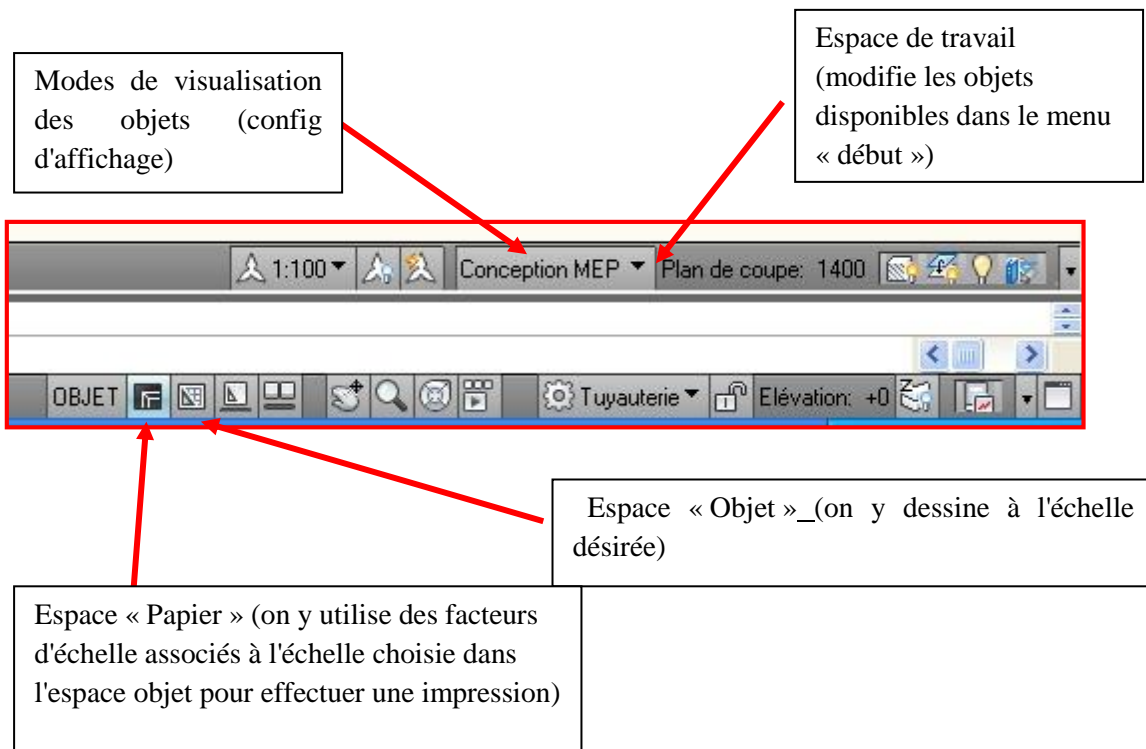 Espace de travail
(modifie les objets
disponibles dans le menu
« début »)
Modes de visualisation
des objets (config
d'affichage)
1:100 Conception MEP Plan de coupe: 1400
OBJET Tuyauterie Elévation: +0
Espace « Objet » (on y dessine à l'échelle
désirée)
Espace « Papier » (on y utilise des facteurs
d'échelle associés à l'échelle choisie dans
l'espace objet pour effectuer une impression)